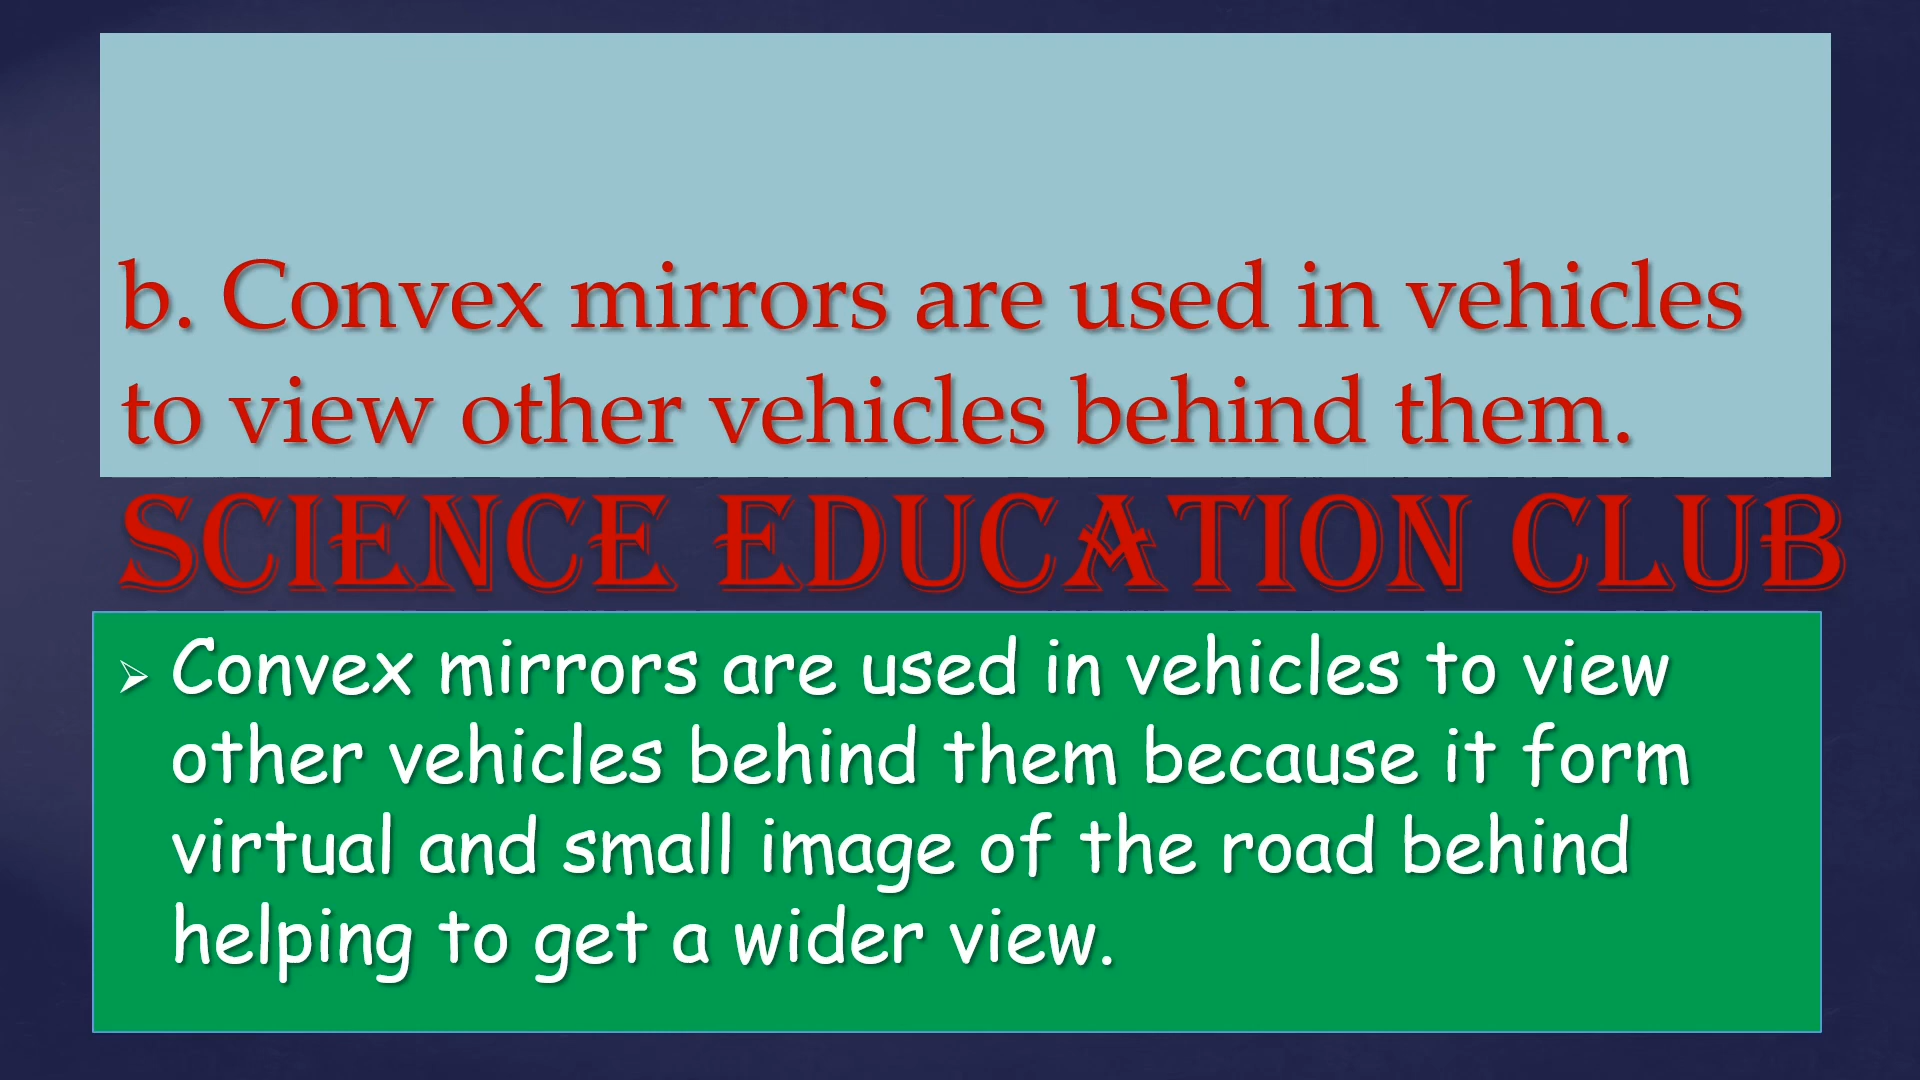 b. Convex mirrors are used in vehicles
to view other vehicles behind them.
SCIENCE EDUCATION CLUB
➢ Convex mirrors are used in vehicles to view
other vehicles behind them because it form
virtual and small image of the road behind
helping to get a wider view.